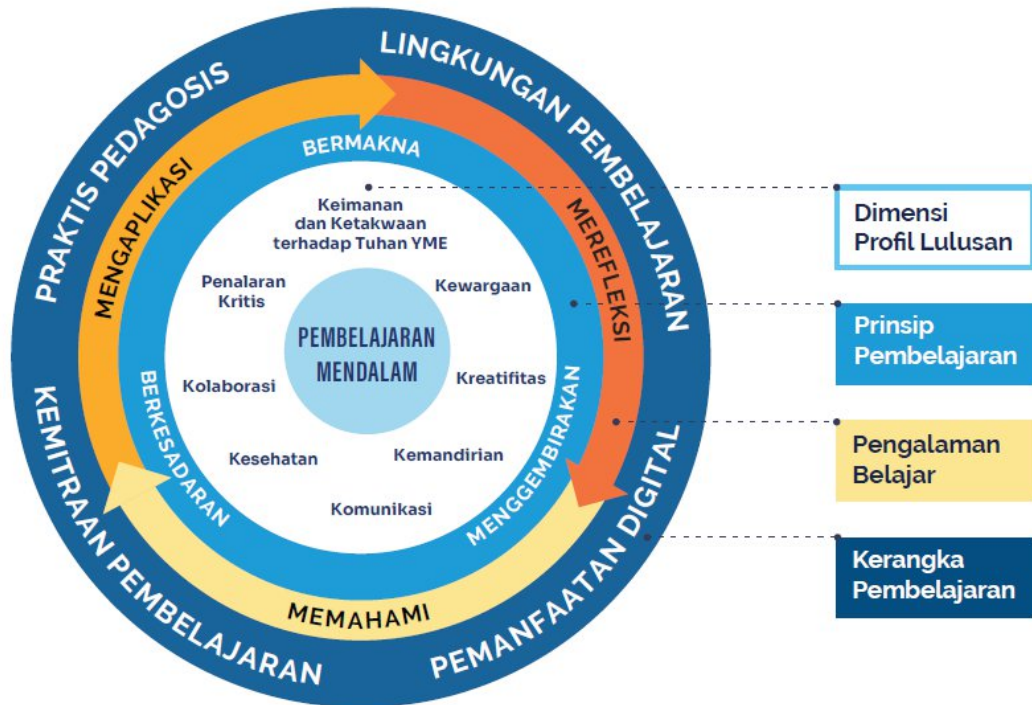 PRAKTIS PEDAGOSIS
LINGKUNGAN PEMBELAJARAN
KEMITRAAN PEMBELAJARAN
PEMANFAATAN DIGITAL
MENGAPLIKASI
MEREFLEKSI
MEMAHAMI
BERMAKNA
BERKESADARAN
MENGGEMBIRAKAN
Keimanan
dan Ketakwaan
terhadap Tuhan YME
Penalaran
Kritis
Kewargaan
Kolaborasi
Kreatifitas
Kesehatan
Kemandirian
Komunikasi
PEMBELAJARAN
MENDALAM
Dimensi
Profil Lulusan
Prinsip
Pembelajaran
Pengalaman
Belajar
Kerangka
Pembelajaran